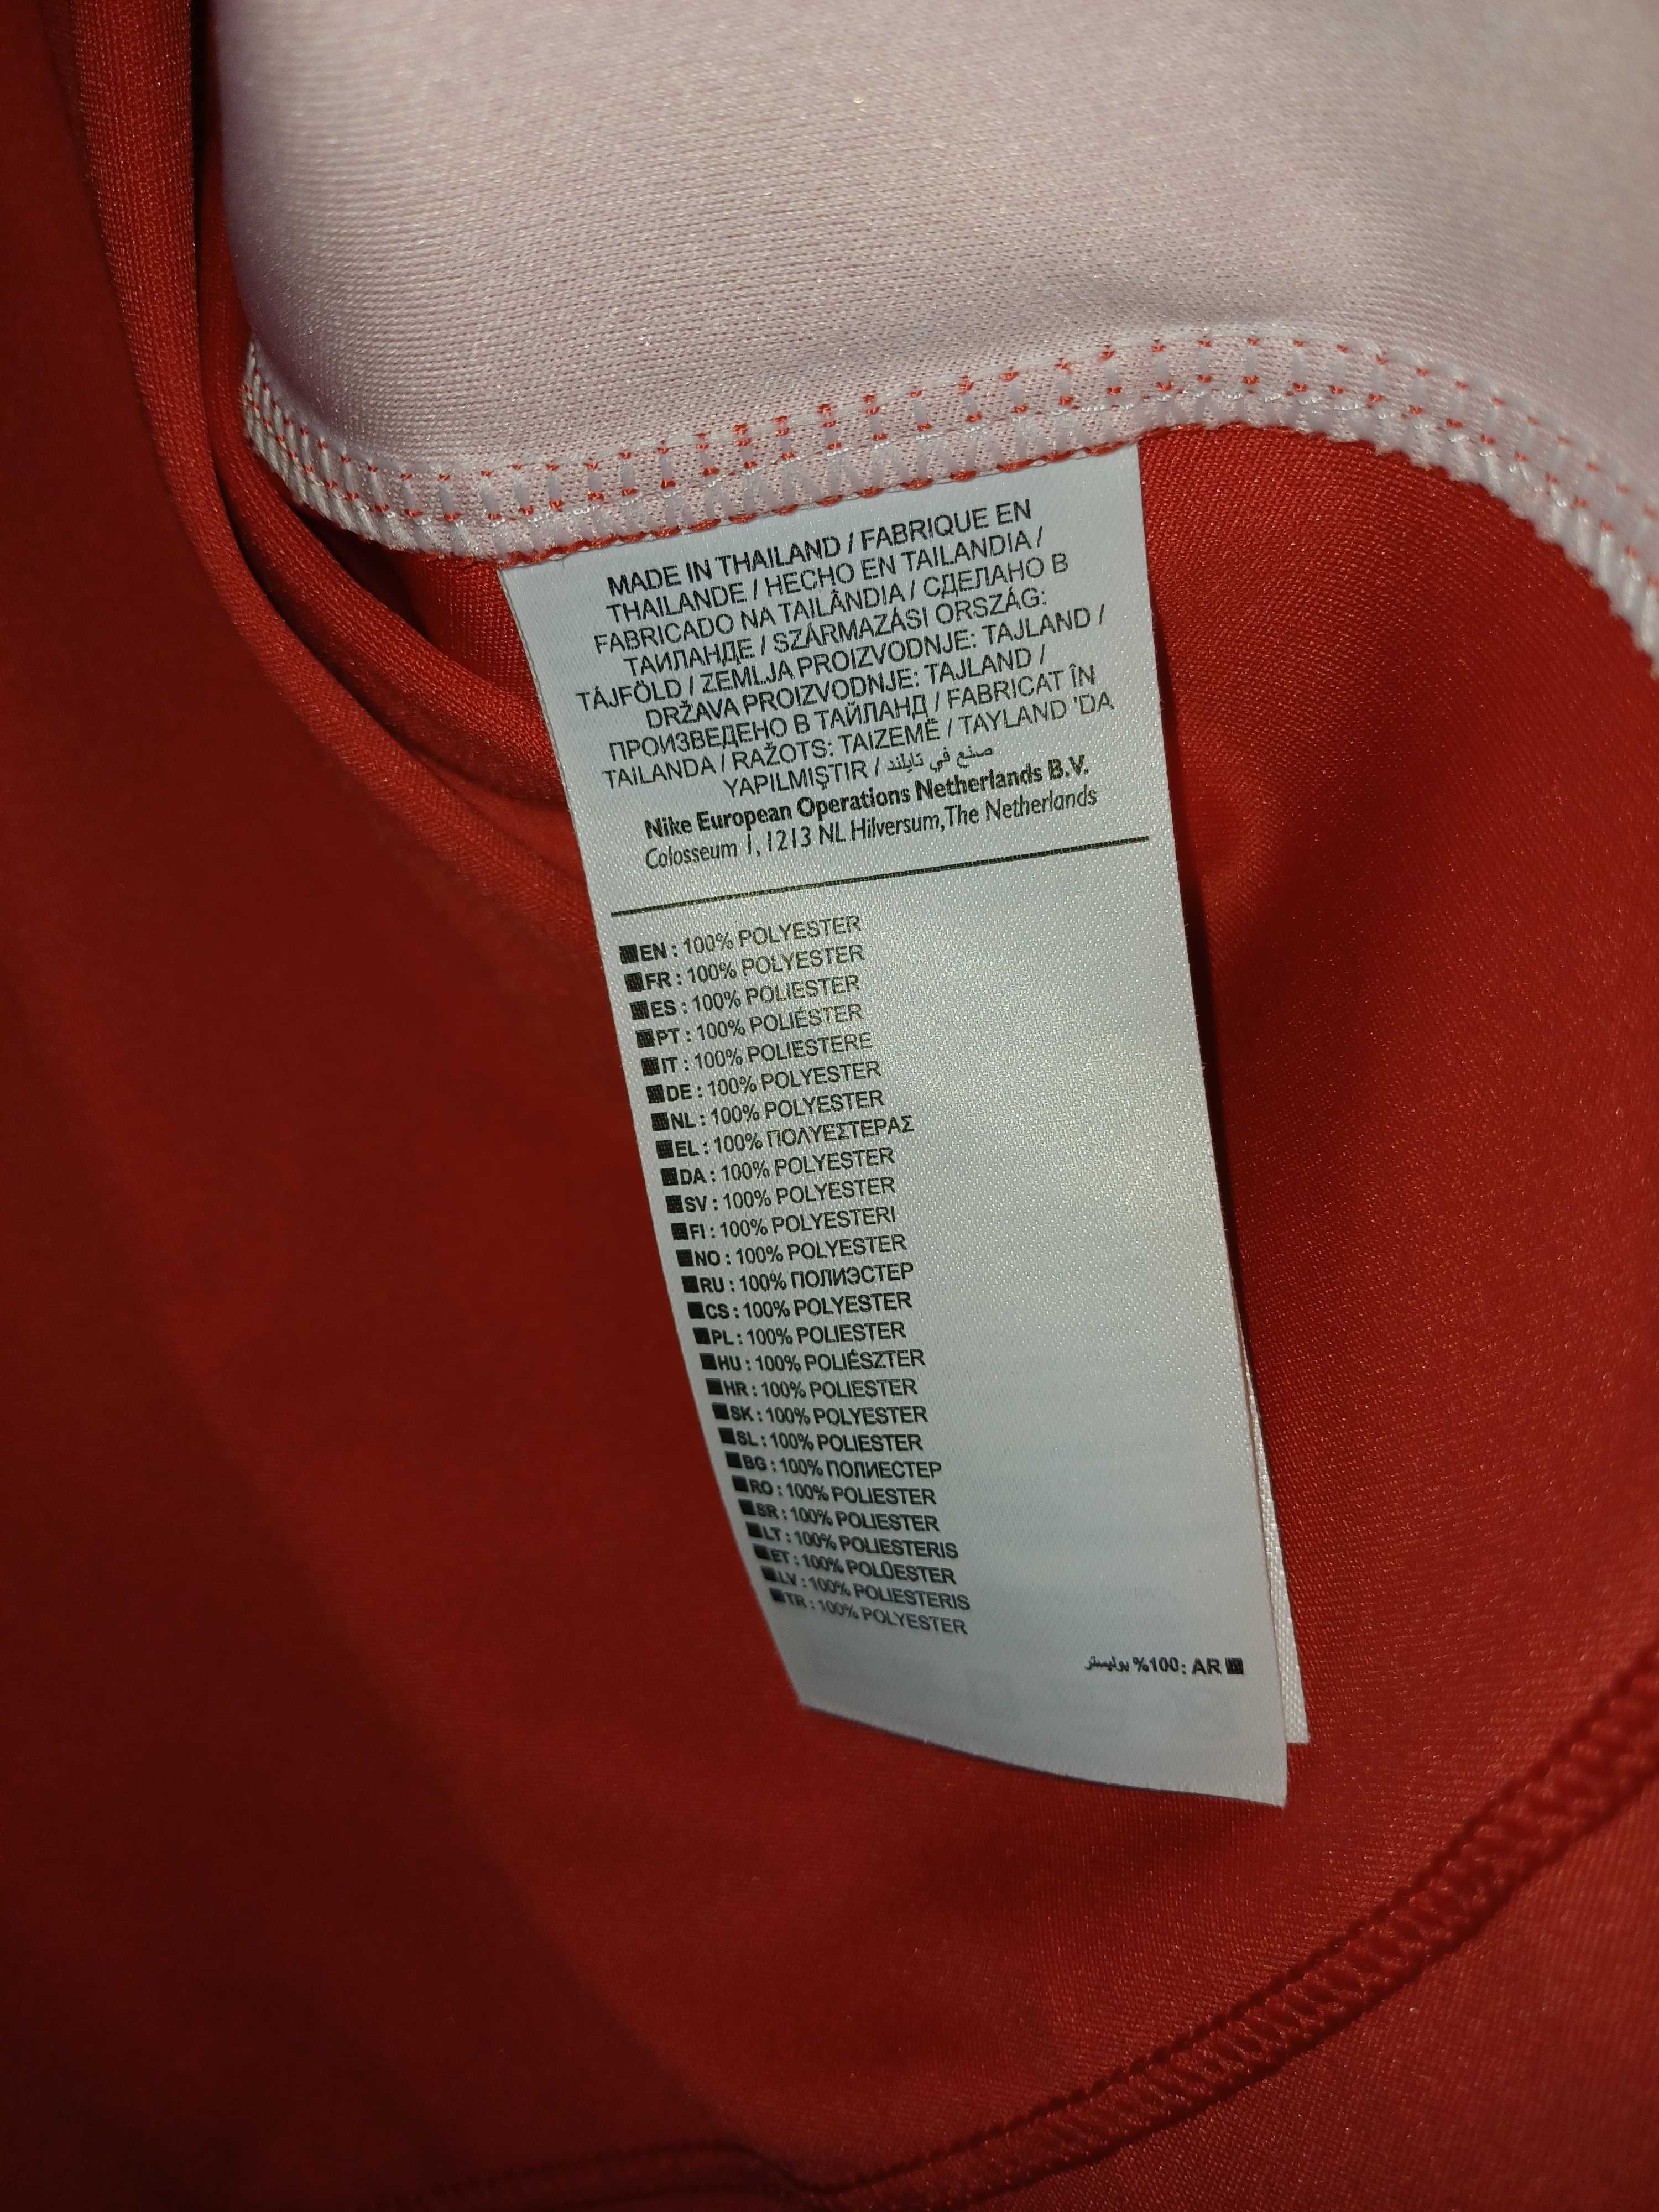 MADE IN THAILAND / FABRIQUE EN
THAILANDE / HECHO EN TAILANDIA /
FABRICADO NA TAILÂNDIA / СДЕЛАНО В
ТАИЛАНДЕ / SZÁRMAZÁSI ORSZÁG:
TÁJFÖLD / ZEMLJA PROIZVODNJE: TAJLAND /
DRŽAVA PROIZVODNJE: TAJLAND /
ПРОИЗВЕДЕНО В ТАЙЛАНД / FABRICAT ÎN
TAILANDA / RAŽOTS: TAIZEMĒ / TAYLAND 'DA
YAPILMIŞTIR / صنع في تايلند
Nike European Operations Netherlands B.V.
Colosseum 1, 1213 NL Hilversum, The Netherlands
EN : 100% POLYESTER
FR : 100% POLYESTER
ES : 100% POLIESTER
PT : 100% POLIÉSTER
IT : 100% POLIESTERE
DE : 100% POLYESTER
NL : 100% POLYESTER
EL : 100% ΠΟΛΥΕΣΤΕΡΑΣ
DA : 100% POLYESTER
SV : 100% POLYESTER
FI : 100% POLYESTERI
NO : 100% POLYESTER
RU : 100% ПОЛИЭСТЕР
CS : 100% POLYESTER
PL : 100% POLIESTER
HU : 100% POLIÉSZTER
HR : 100% POLIESTER
SK : 100% POLYESTER
SL : 100% POLIESTER
BG : 100% ПОЛИЕСТЕР
RO : 100% POLIESTER
SR : 100% POLIESTER
LT : 100% POLIESTERIS
ET : 100% POLÜESTER
LV : 100% POLIESTERIS
TR : 100% POLYESTER
AR :100% بوليستر